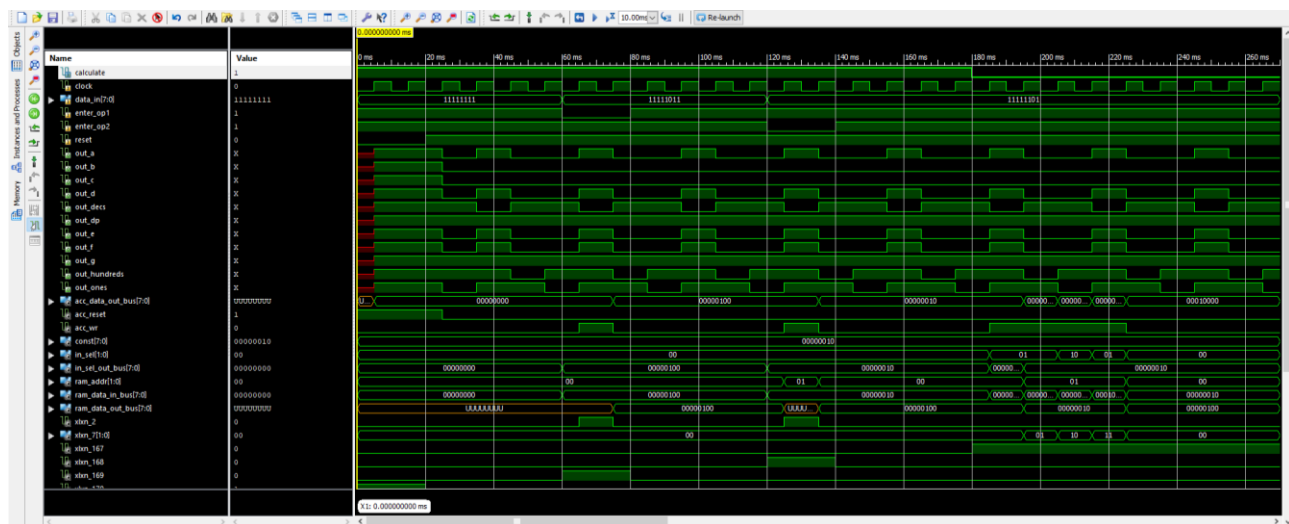 10.00ms Re-launch
Objects
Instances and Processes
Memory
0.000000000 ms
Name Value
0 ms 20 ms 40 ms 60 ms 80 ms 100 ms 120 ms 140 ms 160 ms 180 ms 200 ms 220 ms 240 ms 260 ms
calculate 1
clock 0
data_in[7:0] 11111111 11111111 11111011 11111101
enter_op1 1
enter_op2 1
reset 0
out_a X
out_b X
out_c X
out_d X
out_decs X
out_dp X
out_e X
out_f X
out_g X
out_hundreds X
out_ones X
acc_data_out_bus[7:0] UUUUUUUU U... 00000000 00000100 00000010 00000... 00000... 00000... 00010000
acc_reset 1
acc_wr 0
const[7:0] 00000010 00000010
in_sel[1:0] 00 00 01 10 01 00
in_sel_out_bus[7:0] 00000000 00000000 00000100 00000010 00000... 00000010
ram_addr[1:0] 00 00 01 00 01 00
ram_data_in_bus[7:0] 00000000 00000000 00000100 00000010 00000... 00000... 00000... 00010... 00000010
ram_data_out_bus[7:0] UUUUUUUU UUUUUUUU 00000100 UUUU... 00000100 00000010 00000100
xlxn_2 0
xlxn_7[1:0] 00 00 01 10 11 00
xlxn_167 0
xlxn_168 0
xlxn_169 0
X1: 0.000000000 ms